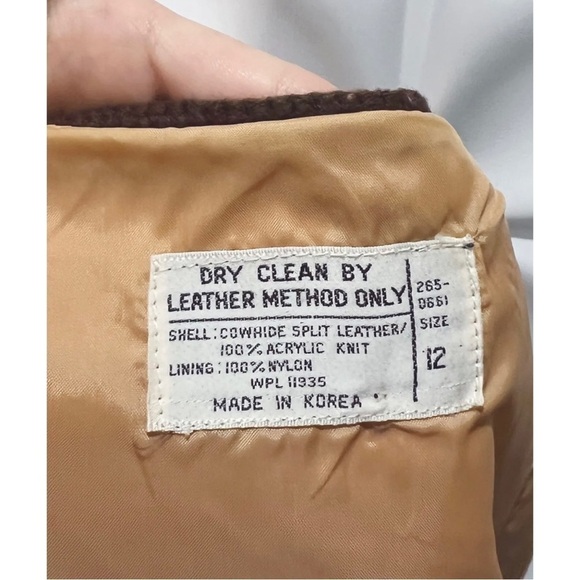 DRY CLEAN BY
LEATHER METHOD ONLY
SHELL: COWHIDE SPLIT LEATHER/
100% ACRYLIC KNIT
LINING: 100% NYLON
WPL 11935
MADE IN KOREA
265-
0661
SIZE
12